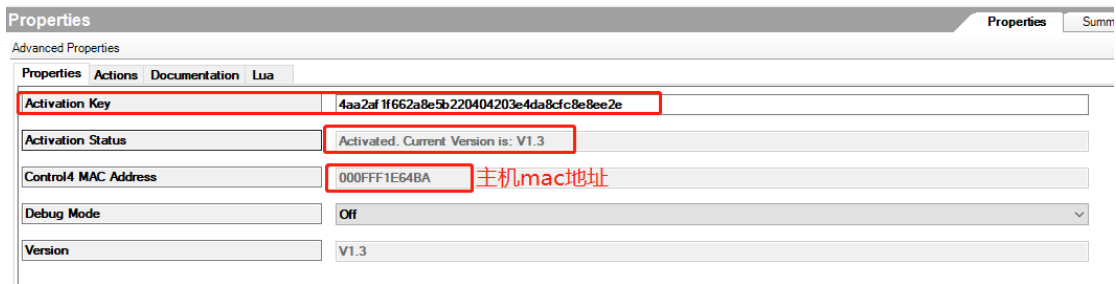 Properties
Properties Summ
Advanced Properties
Properties Actions Documentation Lua
Activation Key 4aa2af1f662a8e5b220404203e4da8cfc8e8ee2e
Activation Status Activated. Current Version is: V1.3
Control4 MAC Address 000FFF1E64BA 主机mac地址
Debug Mode Off
Version V1.3